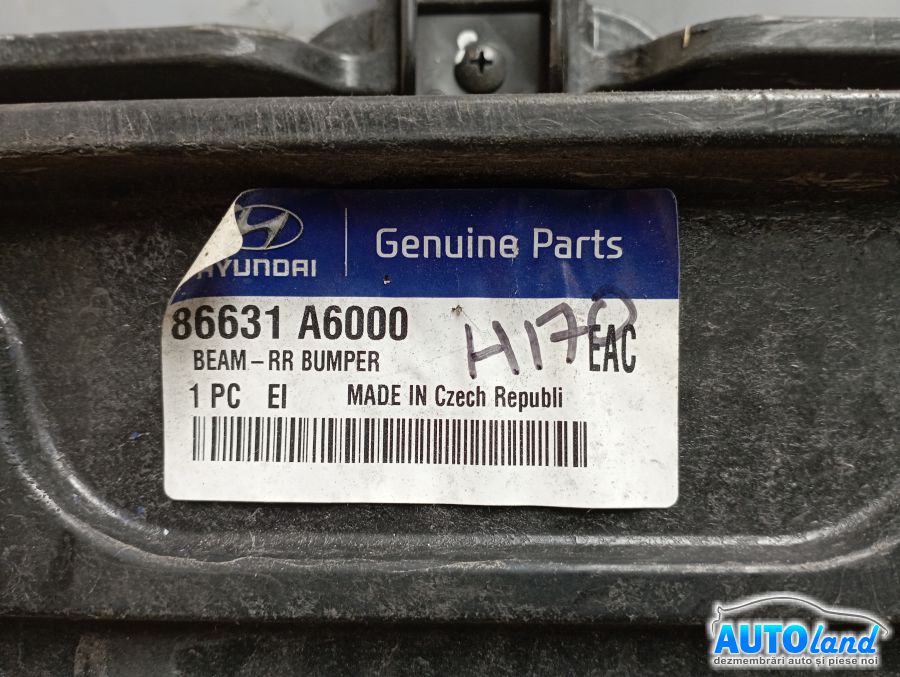 HYUNDAI
Genuine Parts
86631 A6000
H170
EAC
BEAM-RR BUMPER
1 PC EI MADE IN Czech Republi
AUTOland
dezmembrări auto și piese noi